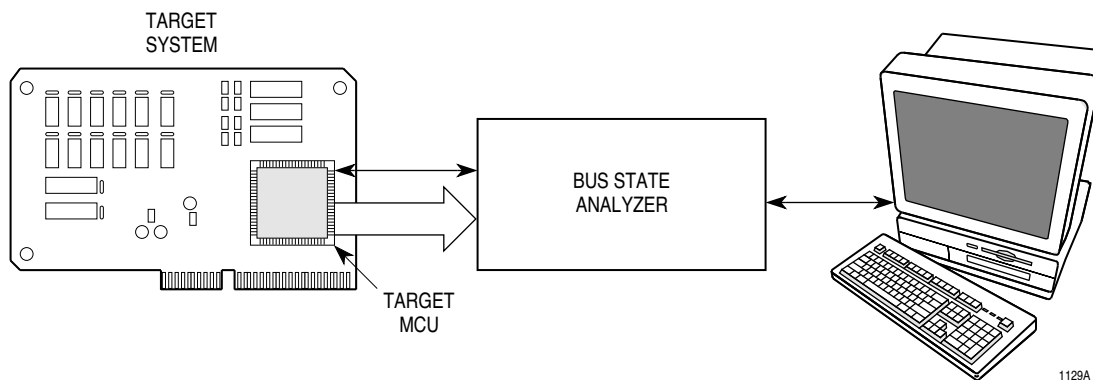 TARGET
SYSTEM
BUS STATE
ANALYZER
TARGET
MCU
1129A